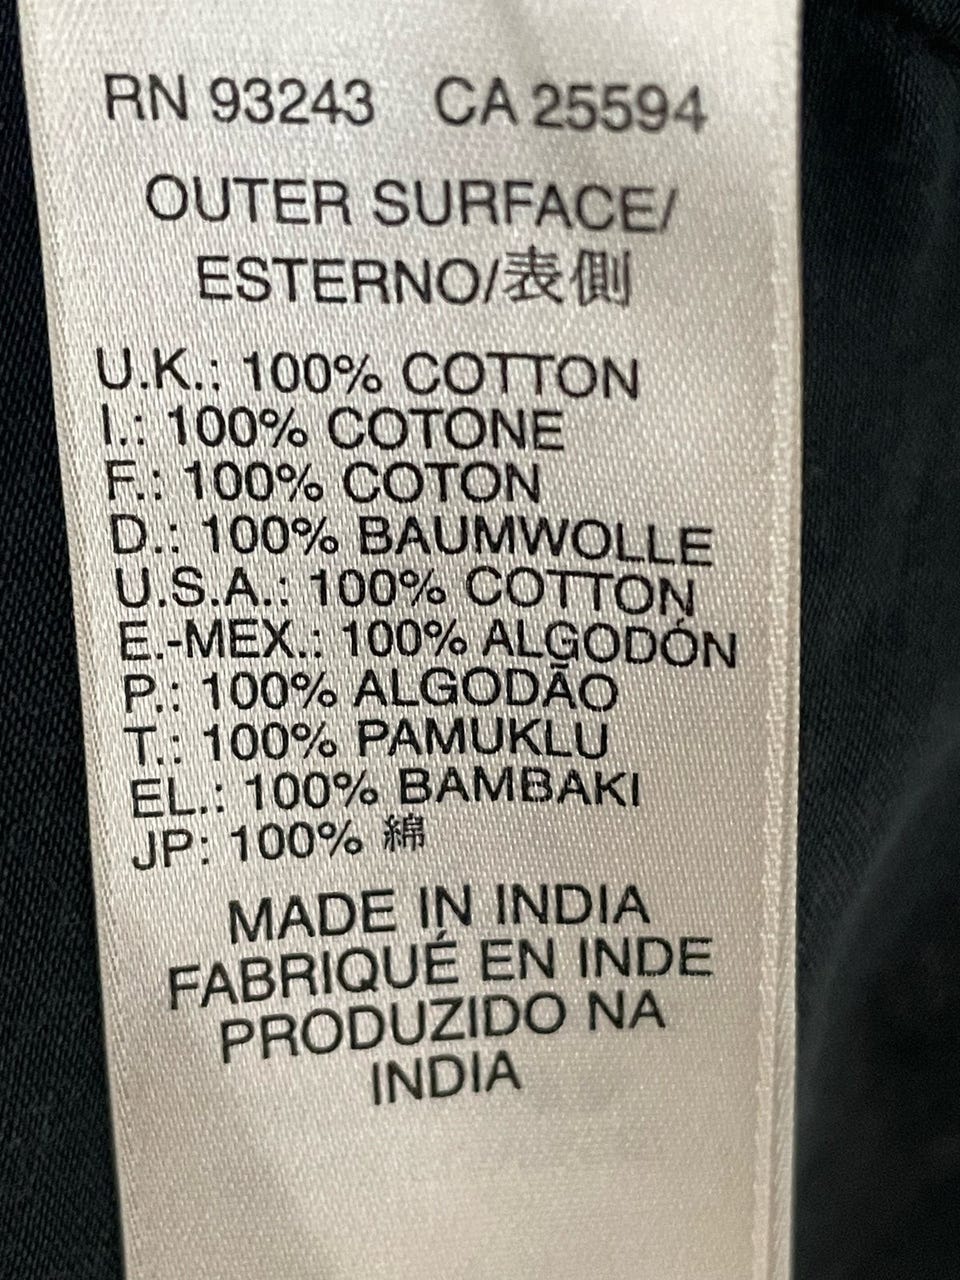 RN 93243 CA 25594
OUTER SURFACE/
ESTERNO/表側
U.K.: 100% COTTON
I.: 100% COTONE
F.: 100% COTON
D.: 100% BAUMWOLLE
U.S.A.: 100% COTTON
E.-MEX.: 100% ALGODÓN
P.: 100% ALGODÃO
T.: 100% PAMUKLU
EL.: 100% BAMBAKI
JP: 100% 綿
MADE IN INDIA
FABRIQUÉ EN INDE
PRODUZIDO NA
INDIA